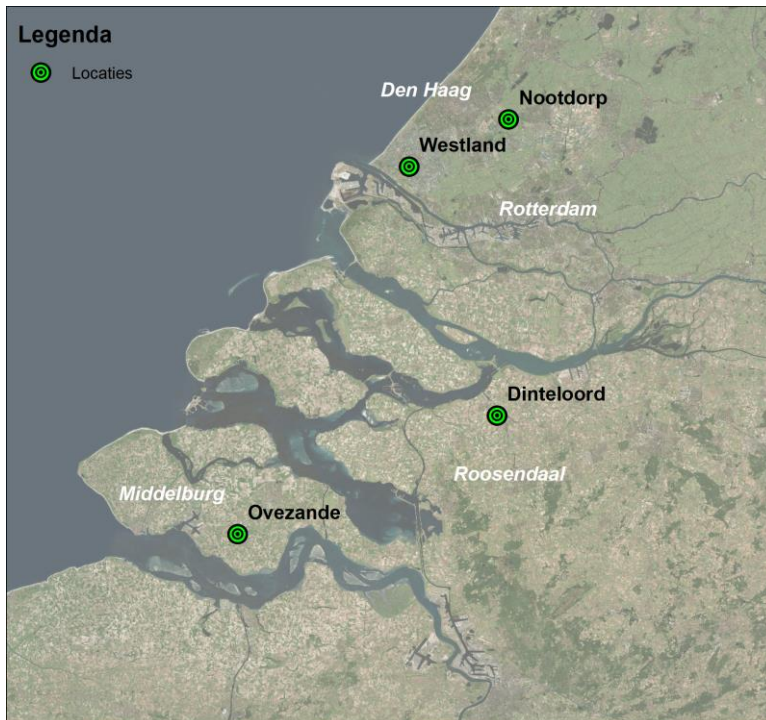 Legenda
Locaties
Den Haag
Nootdorp
Westland
Rotterdam
Dinteloord
Roosendaal
Middelburg
Ovezande